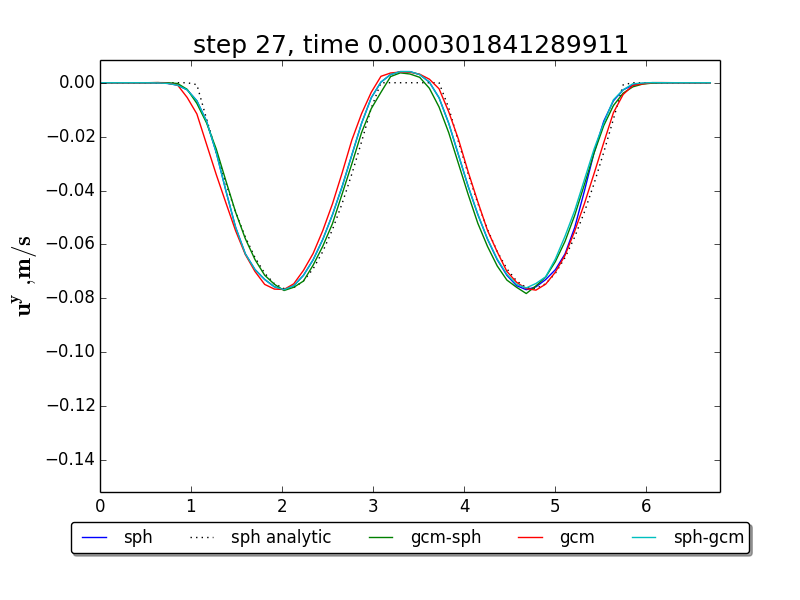 step 27, time 0.000301841289911
0.00
−0.02
−0.04
−0.06
−0.08
−0.10
−0.12
−0.14
u^y ,m/s
0 1 2 3 4 5 6
sph sph analytic gcm-sph gcm sph-gcm